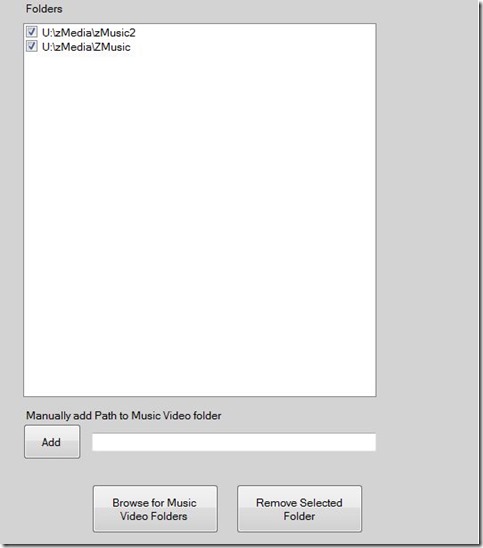 Folders
U:\zMedia\zMusic2
U:\zMedia\ZMusic
Manually add Path to Music Video folder
Add
Browse for Music
Video Folders
Remove Selected
Folder